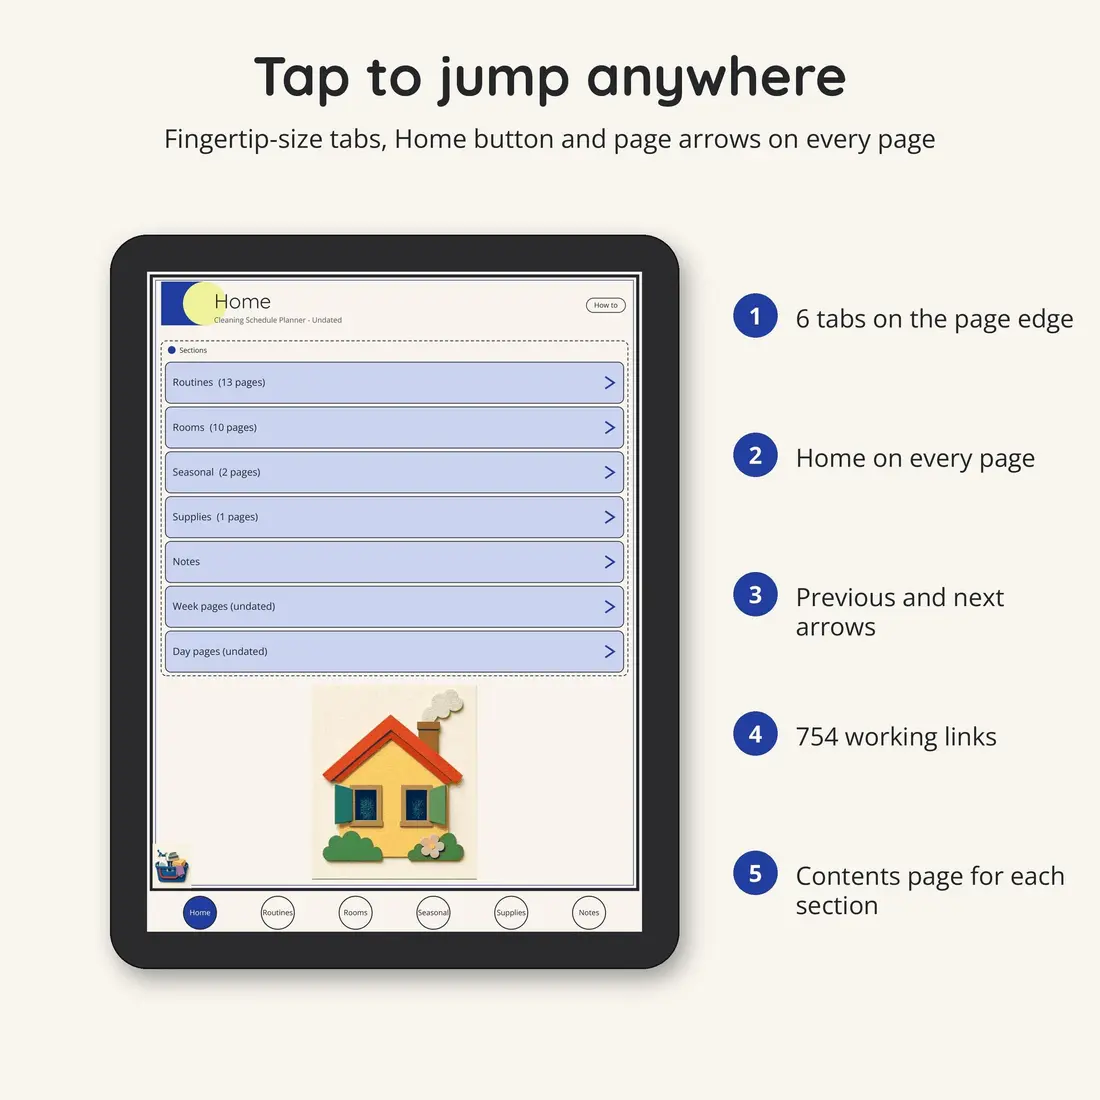 Tap to jump anywhere
Fingertip-size tabs, Home button and page arrows on every page
Home
Cleaning Schedule Planner - Undated
How to
Sections
Routines (13 pages)
Rooms (10 pages)
Seasonal (2 pages)
Supplies (1 pages)
Notes
Week pages (undated)
Day pages (undated)
Home
Routines
Rooms
Seasonal
Supplies
Notes
1 6 tabs on the page edge
2 Home on every page
3 Previous and next
arrows
4 754 working links
5 Contents page for each
section